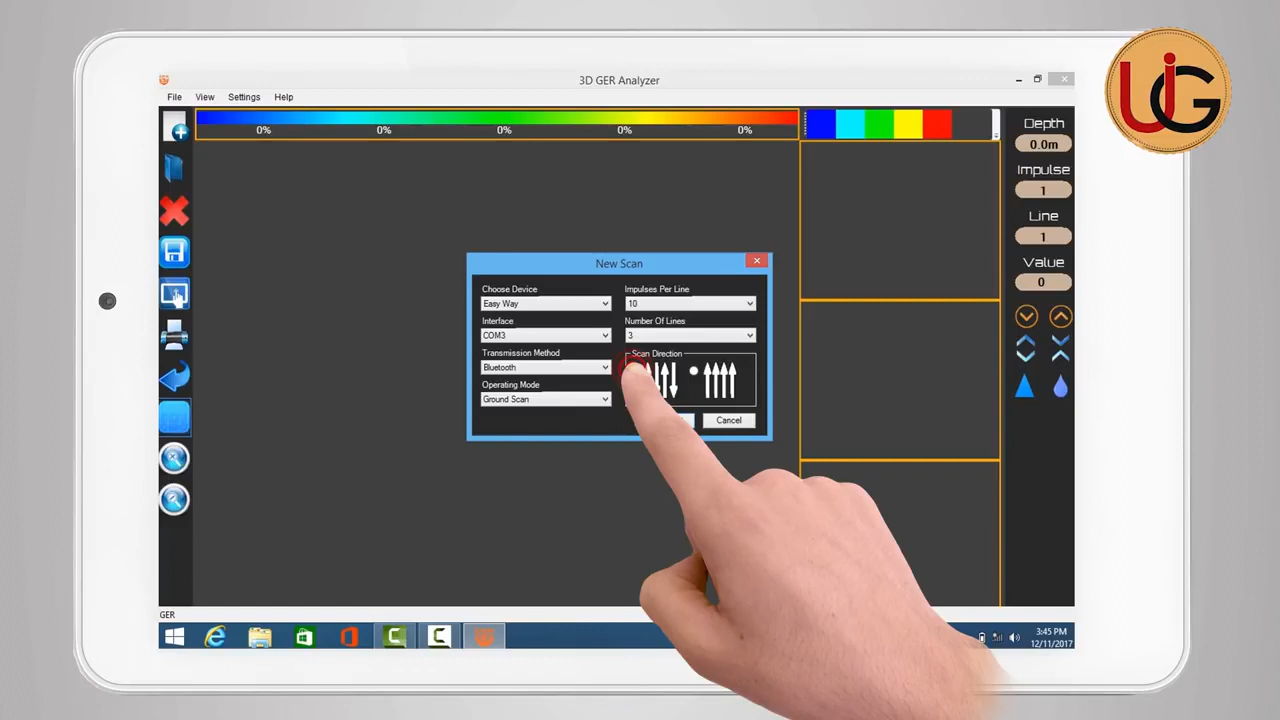 UiG
3D GER Analyzer
File View Settings Help
0% 0% 0% 0% 0%
Depth
0.0m
Impulse
1
Line
1
Value
0
New Scan
Choose Device
Easy Way
Interface
COM3
Transmission Method
Bluetooth
Operating Mode
Ground Scan
Impulses Per Line
10
Number Of Lines
3
Scan Direction
Cancel
GER
3:45 PM
12/11/2017